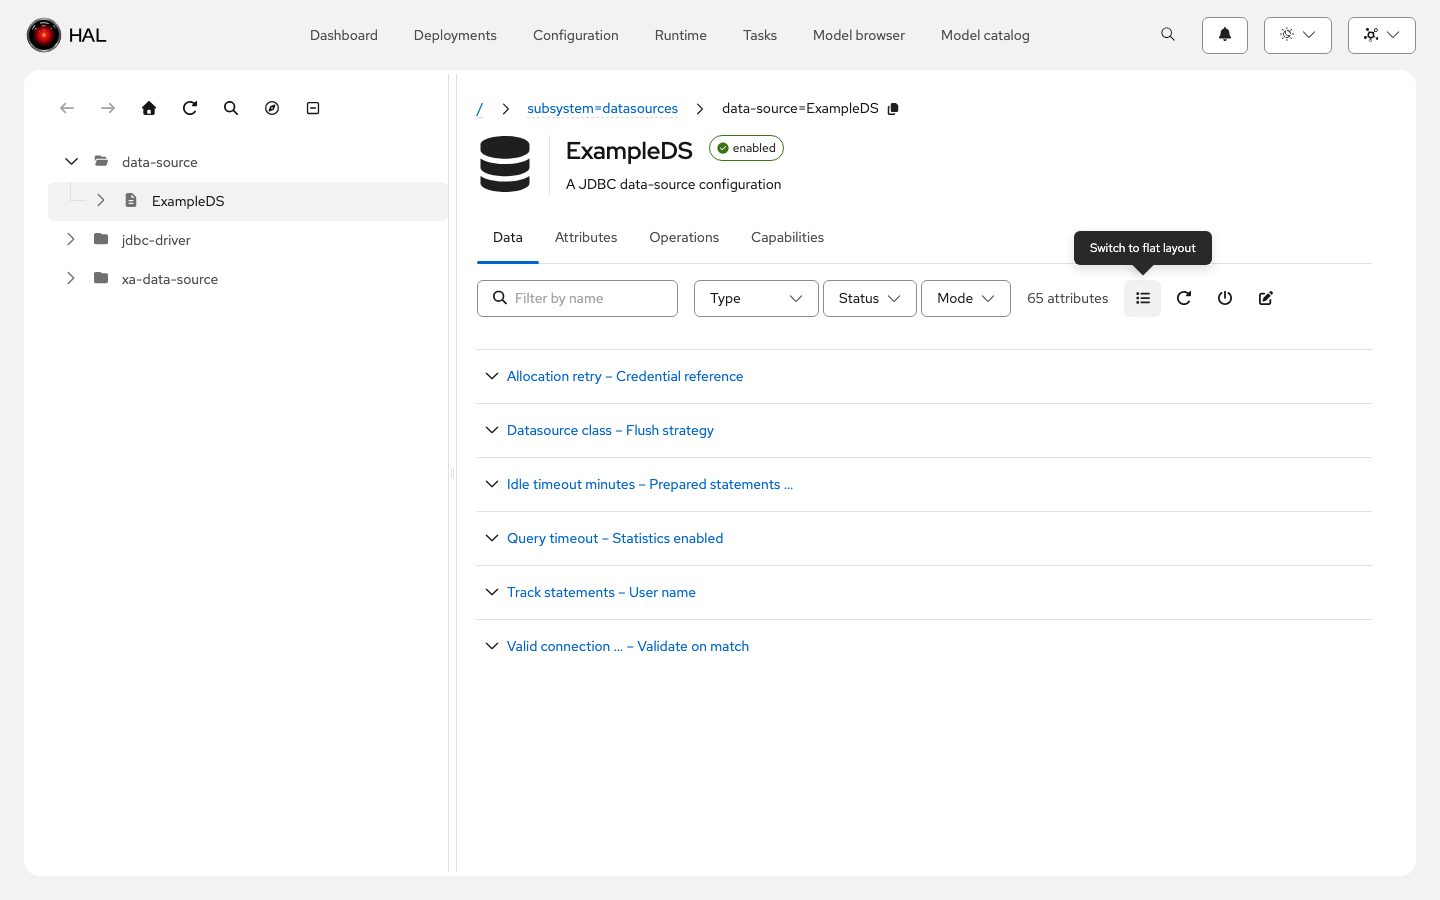 HAL
Dashboard Deployments Configuration Runtime Tasks Model browser Model catalog
data-source
ExampleDS
jdbc-driver
xa-data-source
/ subsystem=datasources data-source=ExampleDS
ExampleDS enabled
A JDBC data-source configuration
Data Attributes Operations Capabilities
Switch to flat layout
Filter by name Type Status Mode 65 attributes
Allocation retry – Credential reference
Datasource class – Flush strategy
Idle timeout minutes – Prepared statements ...
Query timeout – Statistics enabled
Track statements – User name
Valid connection ... – Validate on match